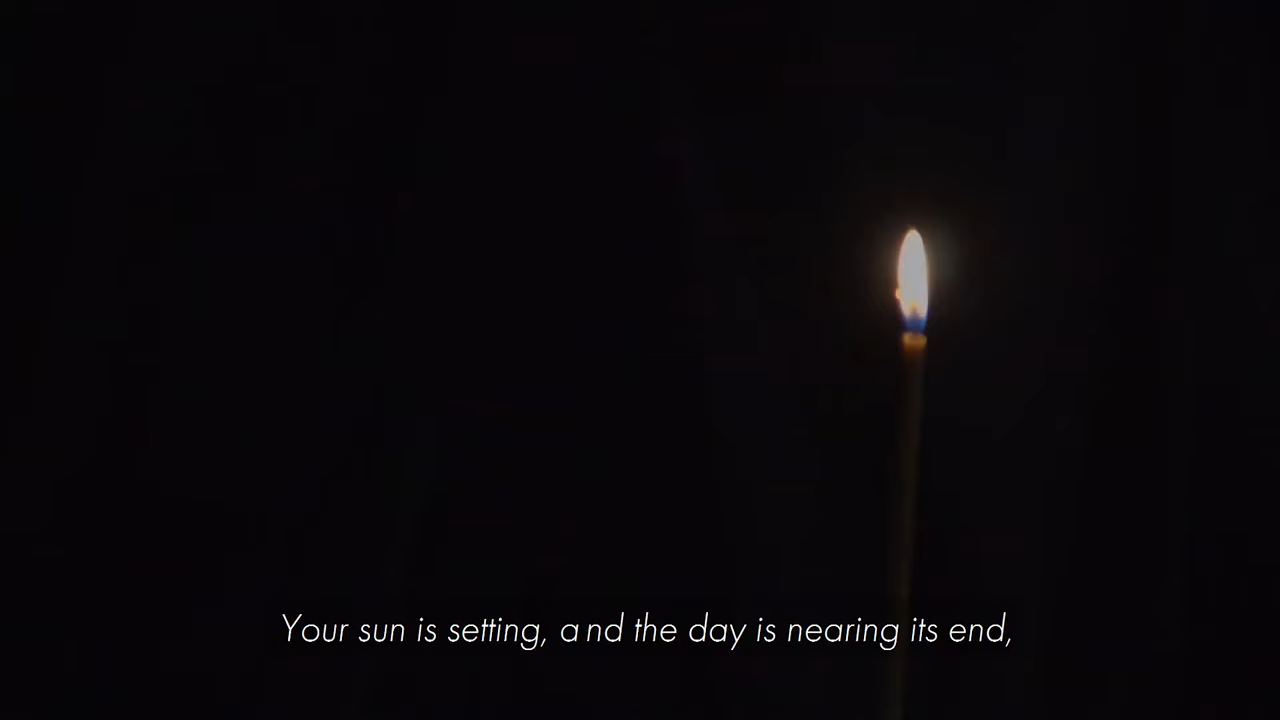 Your sun is setting, and the day is nearing its end,